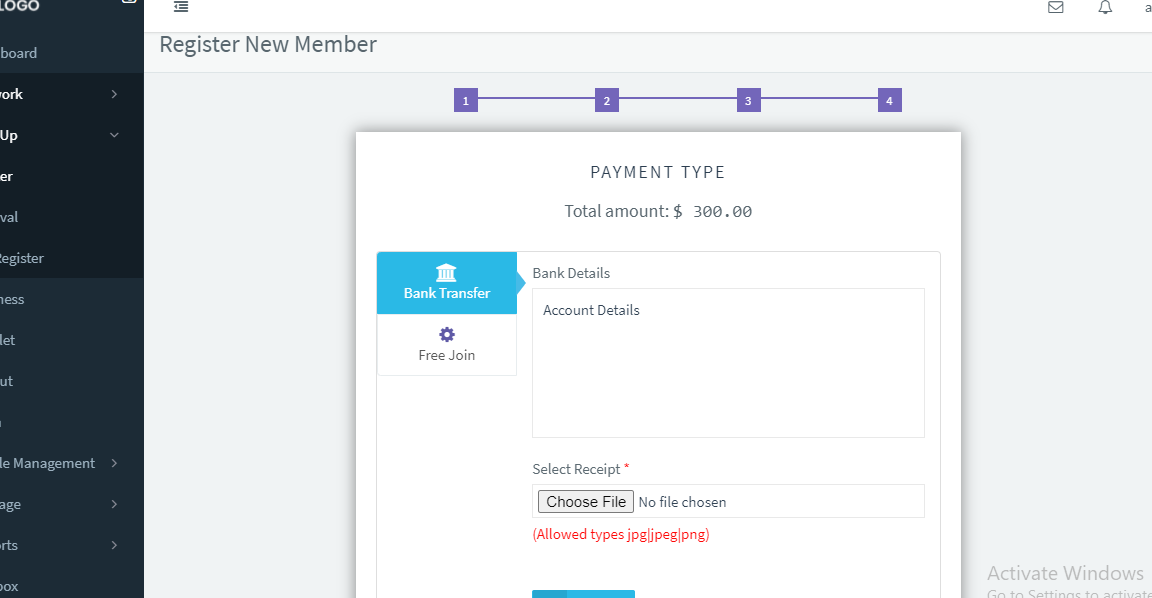 LOGO
board
Register New Member
ork
Up
er
val
Register
ness
let
ut
le Management
age
rts
box
1 2 3 4
PAYMENT TYPE
Total amount: $ 300.00
Bank Transfer
Free Join
Bank Details
Account Details
Select Receipt *
Choose File No file chosen
(Allowed types jpg|jpeg|png)
Activate Windows
Go to Settings to activate